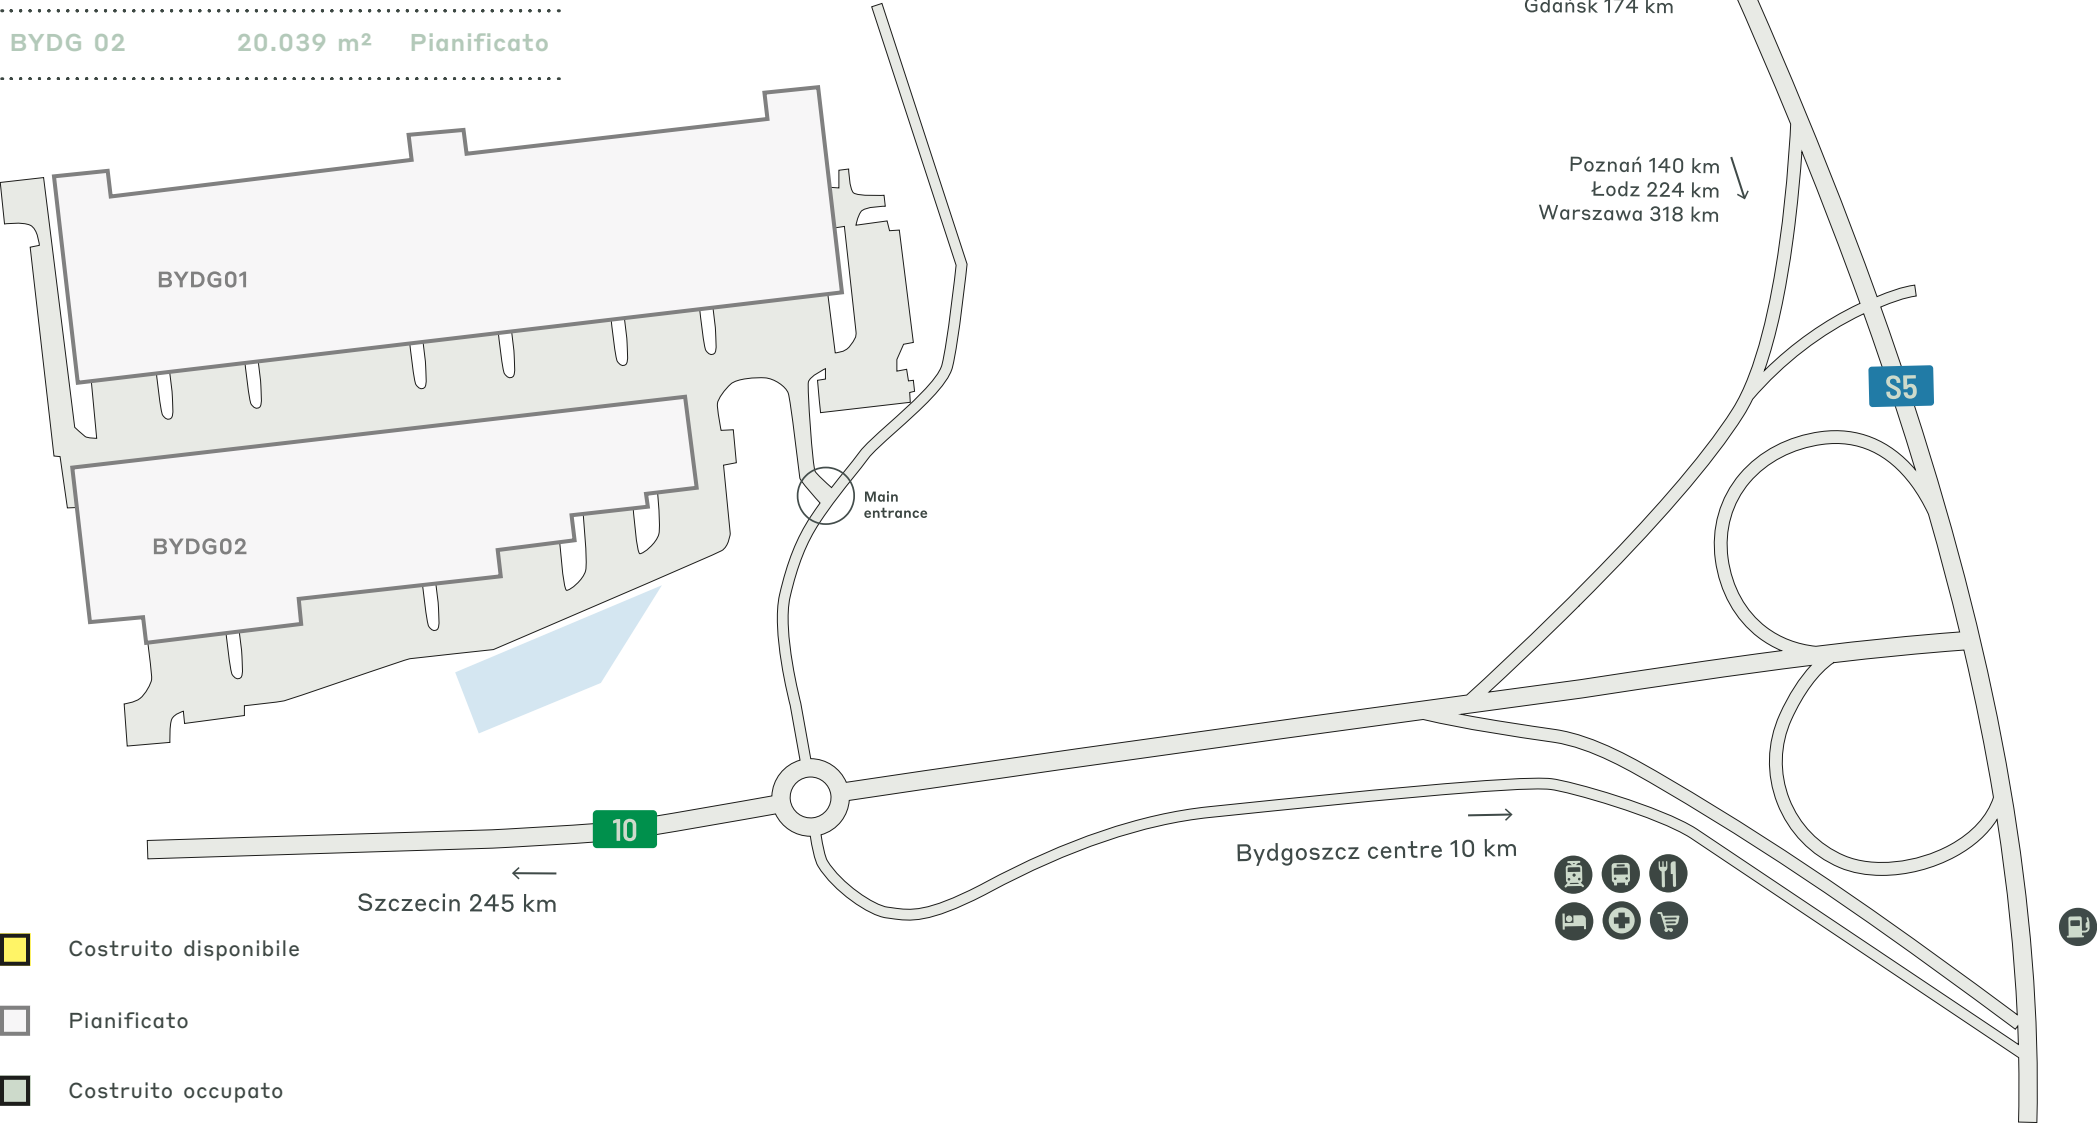 Gdańsk 174 km
BYDG 02 20.039 m² Pianificato
Poznań 140 km
Łodz 224 km
Warszawa 318 km
BYDG01
S5
Main
entrance
BYDG02
10
Bydgoszcz centre 10 km
Szczecin 245 km
Costruito disponibile
Pianificato
Costruito occupato